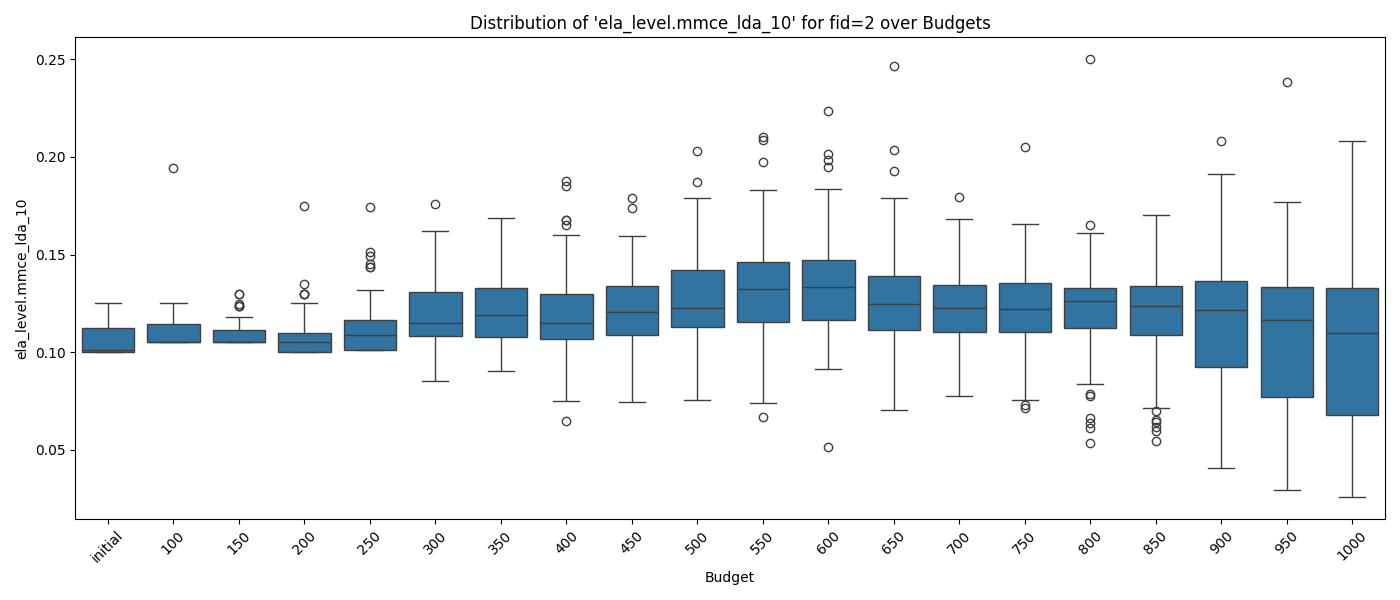 Distribution of 'ela_level.mmce_lda_10' for fid=2 over Budgets
ela_level.mmce_lda_10
0.25
0.20
0.15
0.10
0.05
initial 100 150 200 250 300 350 400 450 500 550 600 650 700 750 800 850 900 950 1000
Budget